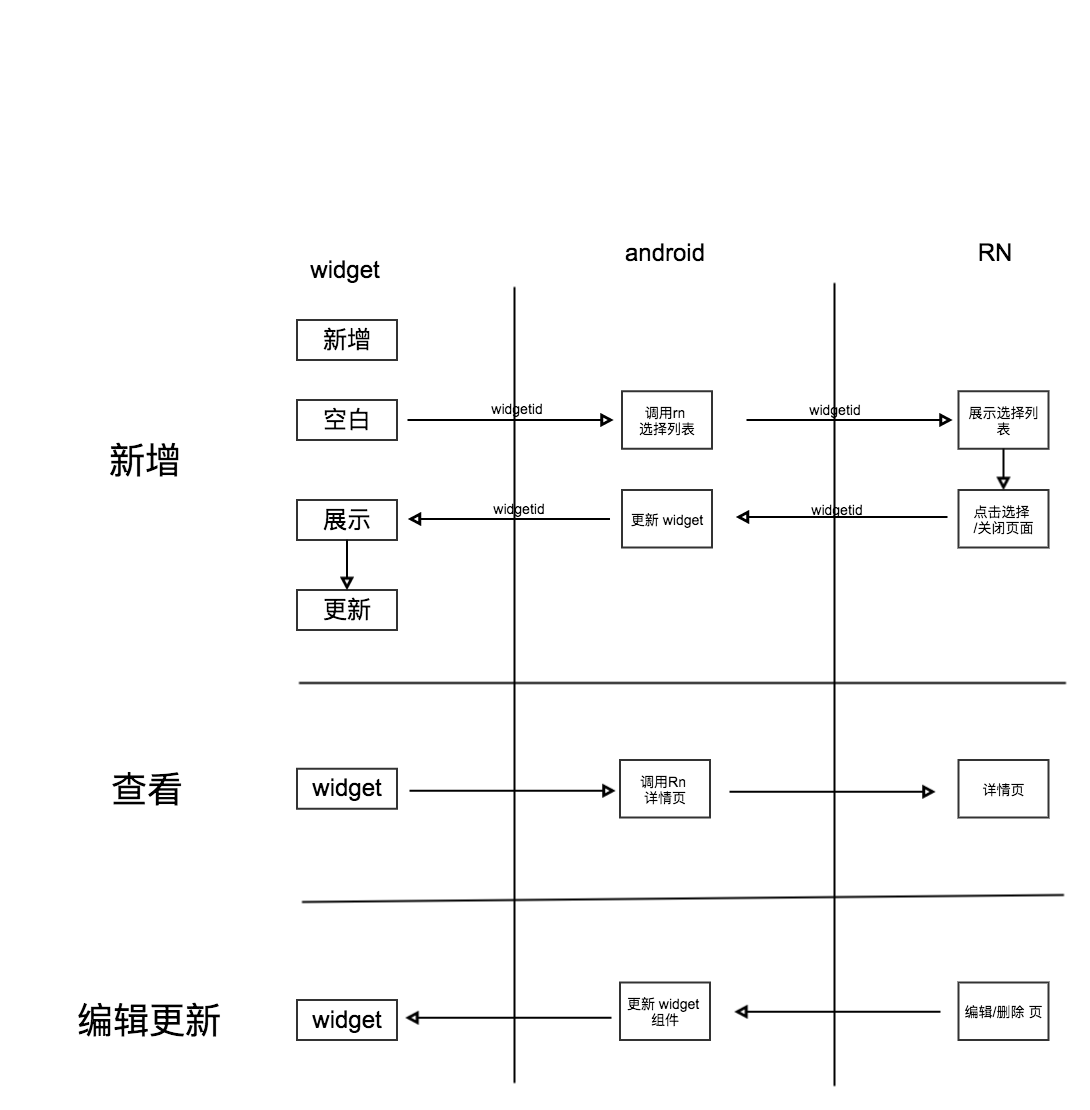 widget
android
RN
新增
新增
空白
widgetid
调用rn
选择列表
widgetid
展示选择列
表
展示
widgetid
更新 widget
widgetid
点击选择
/关闭页面
更新
查看
widget
调用Rn
详情页
详情页
编辑更新
widget
更新 widget
组件
编辑/删除 页